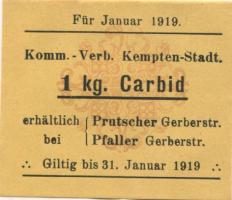 Für Januar 1919.
Komm.-Verb. Kempten-Stadt.
1 kg. Carbid
erhältlich { Prutscher Gerberstr.
bei { Pfaller Gerberstr.
∴ Giltig bis 31. Januar 1919 ∴